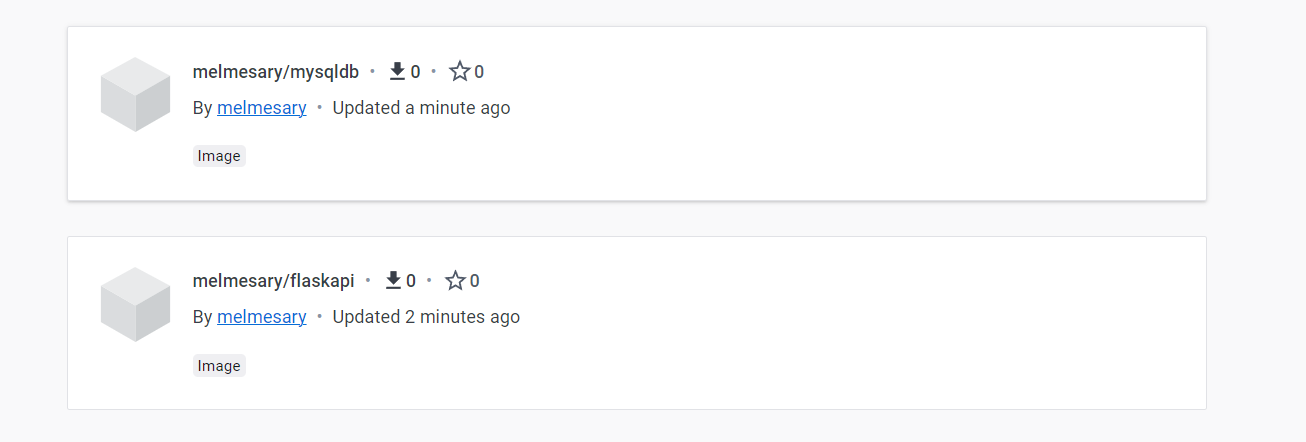 melmesary/mysqldb • 0 • 0
By melmesary • Updated a minute ago
Image
melmesary/flaskapi • 0 • 0
By melmesary • Updated 2 minutes ago
Image